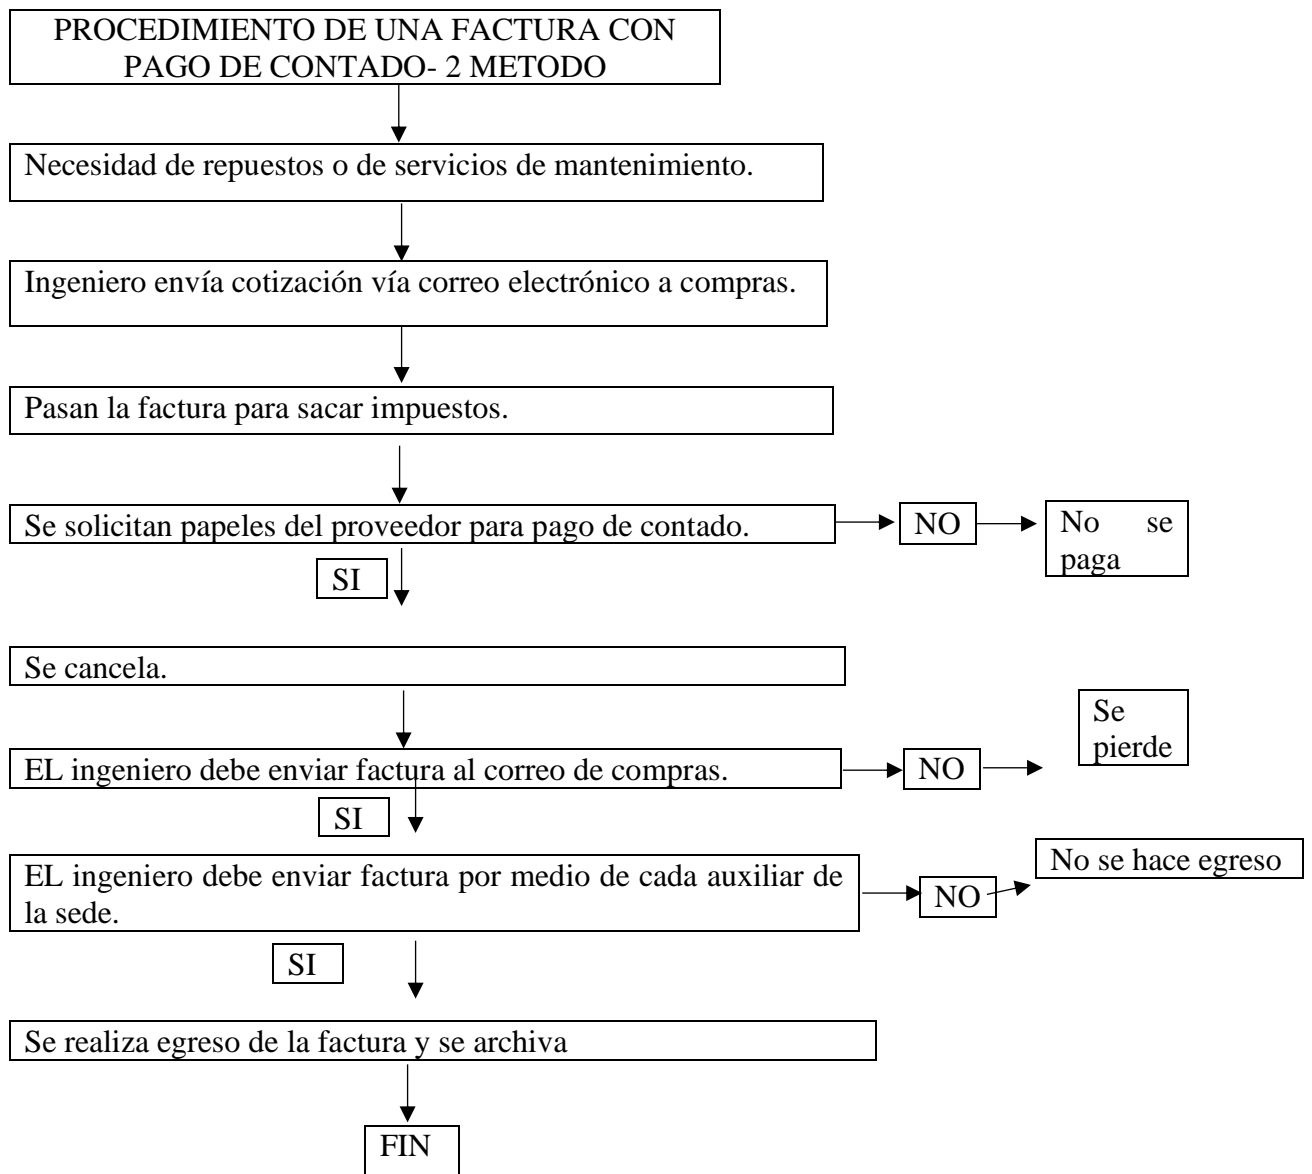 PROCEDIMIENTO DE UNA FACTURA CON
PAGO DE CONTADO- 2 METODO
Necesidad de repuestos o de servicios de mantenimiento.
Ingeniero envía cotización vía correo electrónico a compras.
Pasan la factura para sacar impuestos.
Se solicitan papeles del proveedor para pago de contado.
NO
No se
paga
SI
Se cancela.
EL ingeniero debe enviar factura al correo de compras.
NO
Se
pierde
SI
EL ingeniero debe enviar factura por medio de cada auxiliar de
la sede.
NO
No se hace egreso
SI
Se realiza egreso de la factura y se archiva
FIN